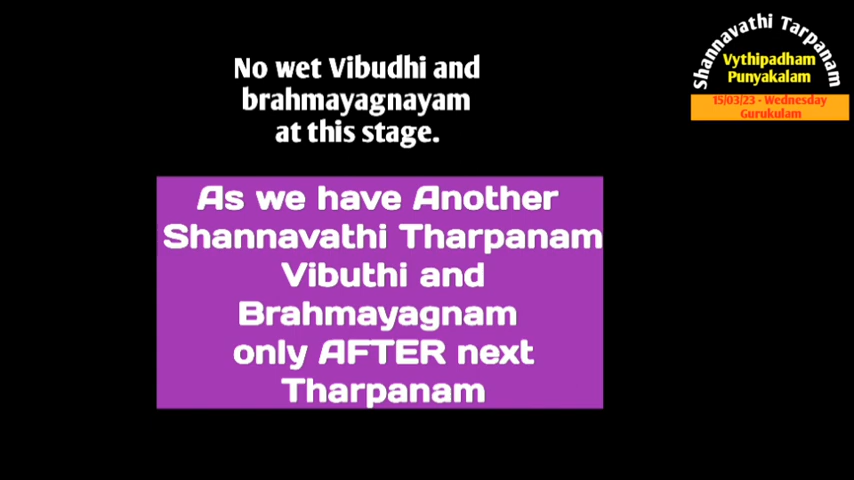 No wet Vibudhi and
brahmayagnayam
at this stage.
As we have Another
Shannavathi Tharpanam
Vibuthi and
Brahmayagnam
only AFTER next
Tharpanam
Shannavathi Tarpanam
Vythipadham
Punyakalam
15/03/23 - Wednesday
Gurukulam